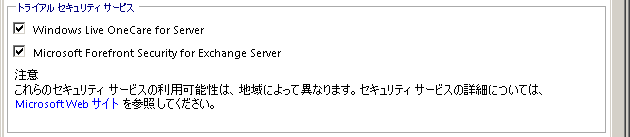 トライアル セキュリティ サービス
Windows Live OneCare for Server
Microsoft Forefront Security for Exchange Server
注意
これらのセキュリティ サービスの利用可能性は、地域によって異なります。セキュリティ サービスの詳細については、
Microsoft Web サイト を参照してください。